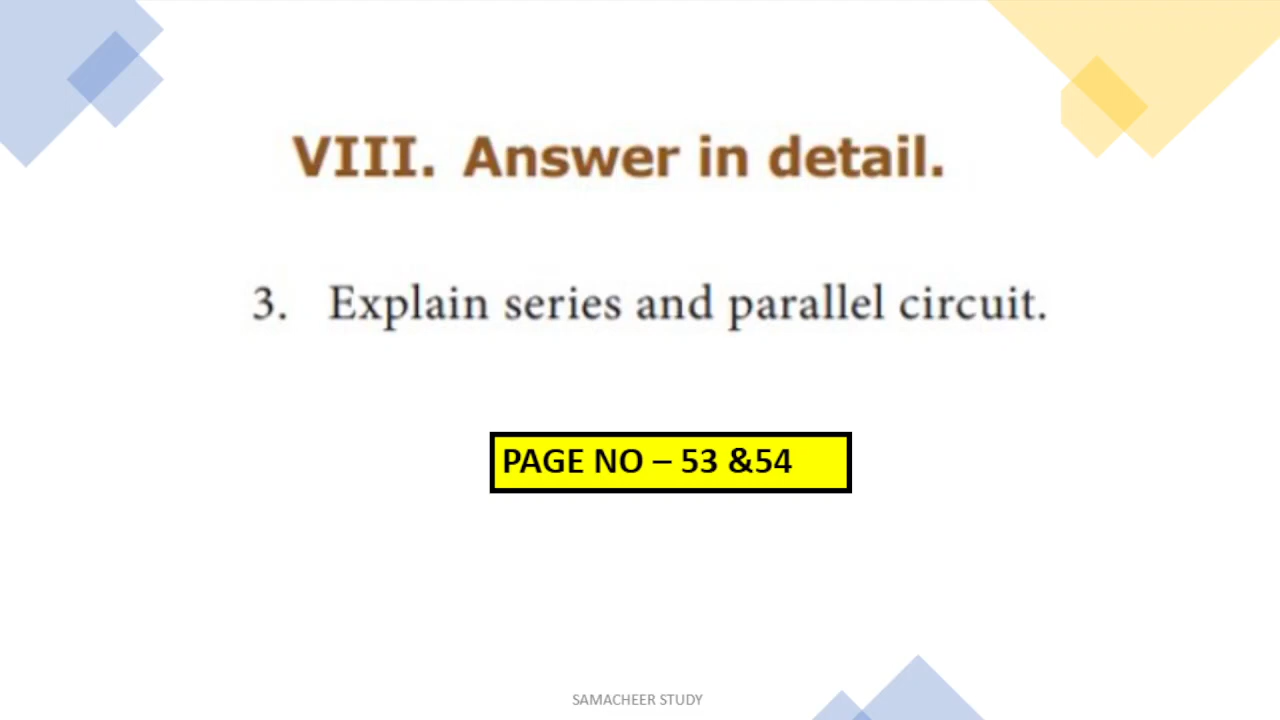 VIII. Answer in detail.
3. Explain series and parallel circuit.
PAGE NO – 53 &54
SAMACHEER STUDY